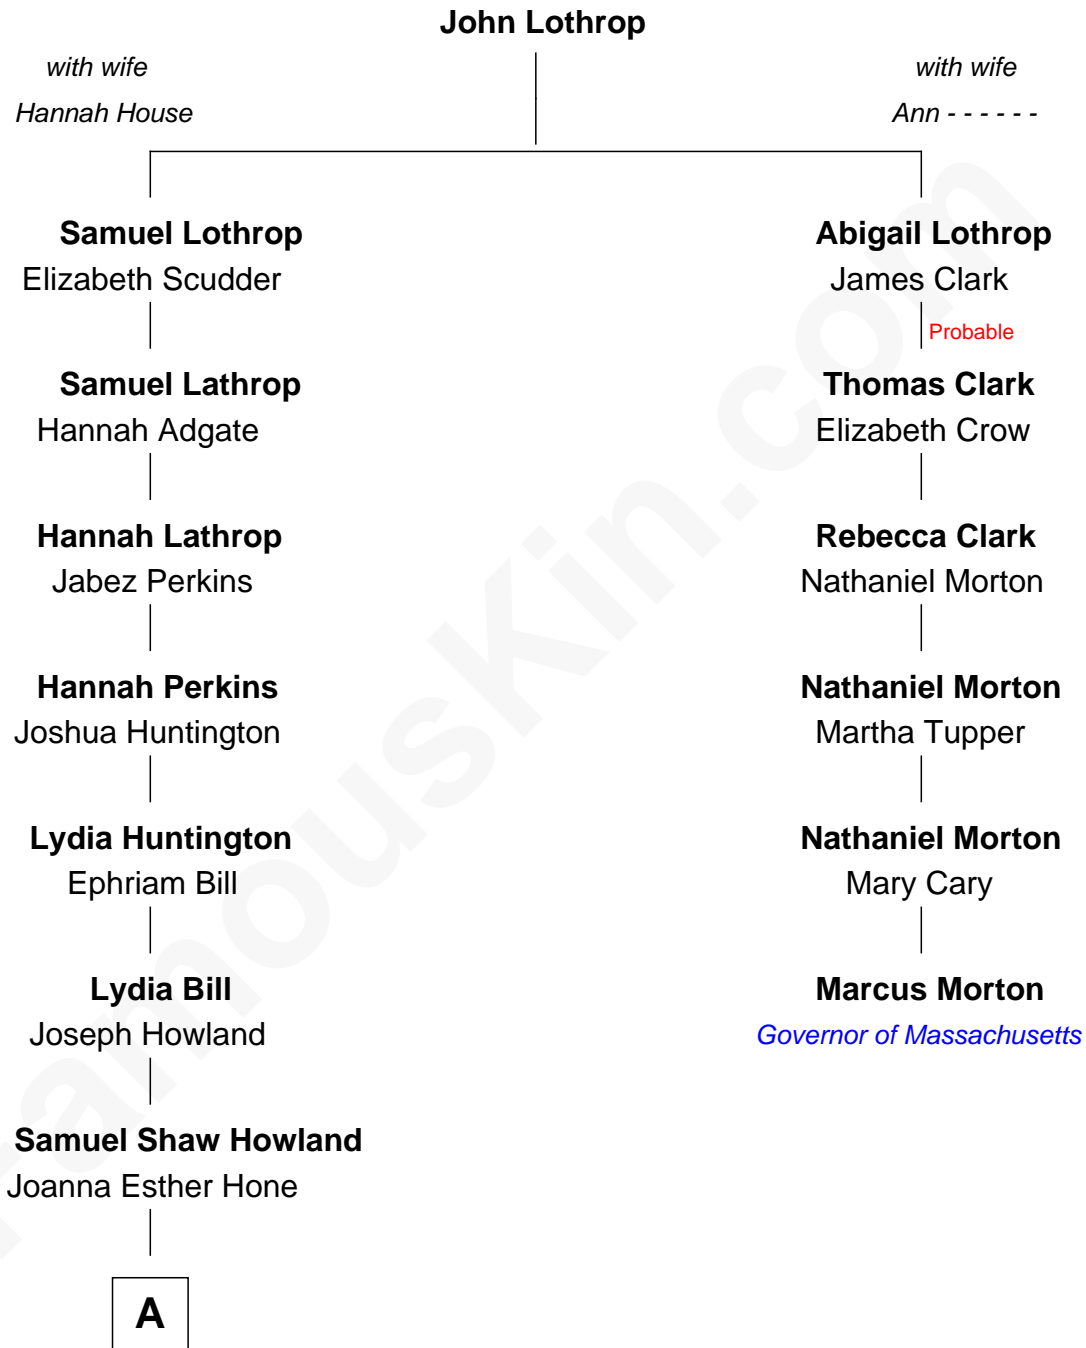 John Lothrop
with wife
Hannah House
with wife
Ann - - - - - -
Samuel Lothrop
Elizabeth Scudder
Abigail Lothrop
James Clark
Probable
Samuel Lathrop
Hannah Adgate
Thomas Clark
Elizabeth Crow
Hannah Lathrop
Jabez Perkins
Rebecca Clark
Nathaniel Morton
Hannah Perkins
Joshua Huntington
Nathaniel Morton
Martha Tupper
Lydia Huntington
Ephriam Bill
Nathaniel Morton
Mary Cary
Lydia Bill
Joseph Howland
Marcus Morton
Governor of Massachusetts
Samuel Shaw Howland
Joanna Esther Hone
A
FamousKin.com